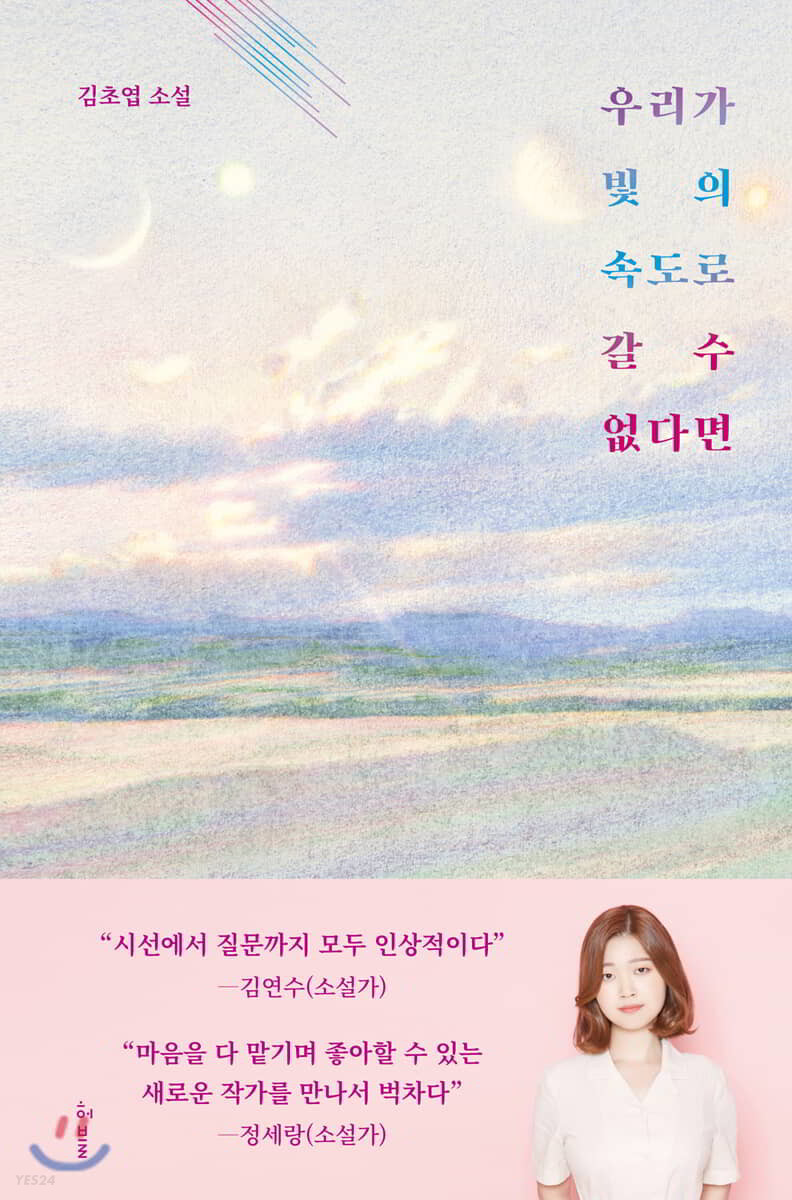 김초엽 소설
우리가
빛의
속도로
갈 수
없다면
“시선에서 질문까지 모두 인상적이다”
—김연수(소설가)
“마음을 다 맡기며 좋아할 수 있는
새로운 작가를 만나서 벅차다”
—정세랑(소설가)
허블
YES24